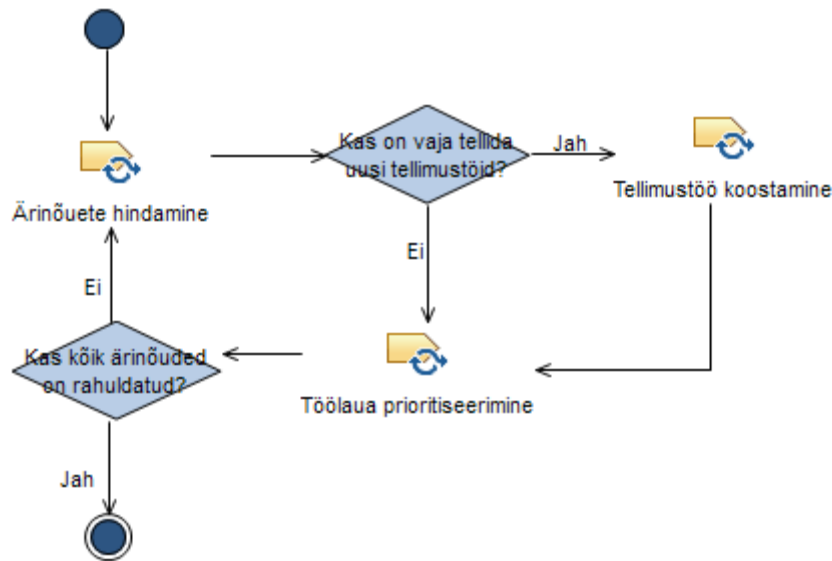 Kas on vaja tellida
uusi tellimustöid?
Jah
Tellimustöö koostamine
Ärinõuete hindamine
Ei
Ei
Kas kõik ärinõuded
on rahuldatud?
Töölaua prioritiseerimine
Jah